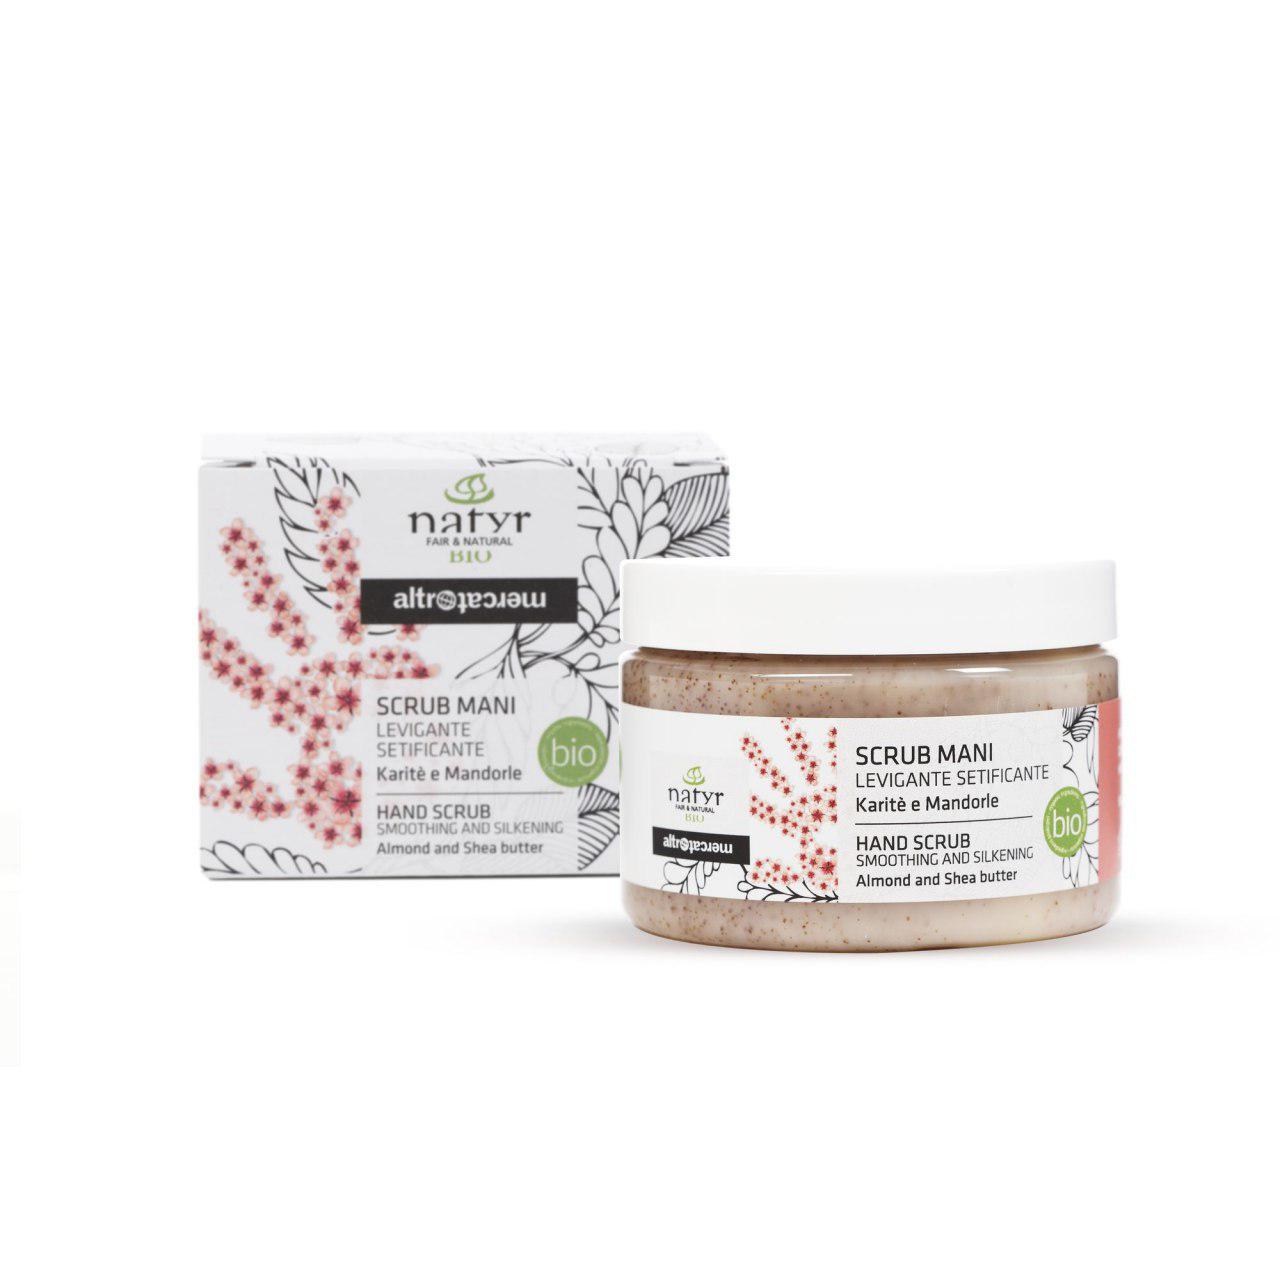 natyr
FAIR & NATURAL
BIO
altromercato
SCRUB MANI
LEVIGANTE
SETIFICANTE
Karitè e Mandorle
HAND SCRUB
SMOOTHING AND SILKENING
Almond and Shea butter
bio
natyr
FAIR & NATURAL
BIO
altromercato
SCRUB MANI
LEVIGANTE SETIFICANTE
Karitè e Mandorle
HAND SCRUB
SMOOTHING AND SILKENING
Almond and Shea butter
bio